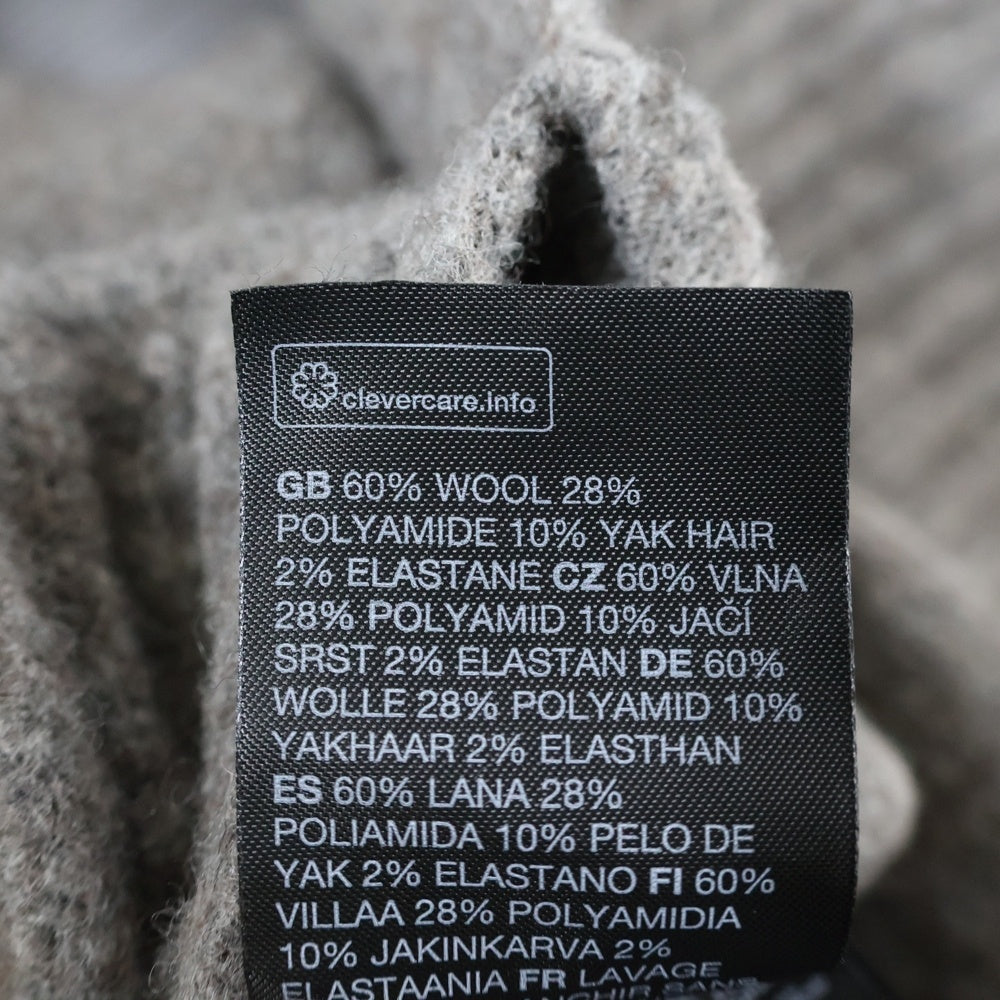 clevercare.info
GB 60% WOOL 28%
POLYAMIDE 10% YAK HAIR
2% ELASTANE CZ 60% VLNA
28% POLYAMID 10% JAČÍ
SRST 2% ELASTAN DE 60%
WOLLE 28% POLYAMID 10%
YAKHAAR 2% ELASTHAN
ES 60% LANA 28%
POLIAMIDA 10% PELO DE
YAK 2% ELASTANO FI 60%
VILLAA 28% POLYAMIDIA
10% JAKINKARVA 2%
ELASTAANIA FR LAVAGE
SANS